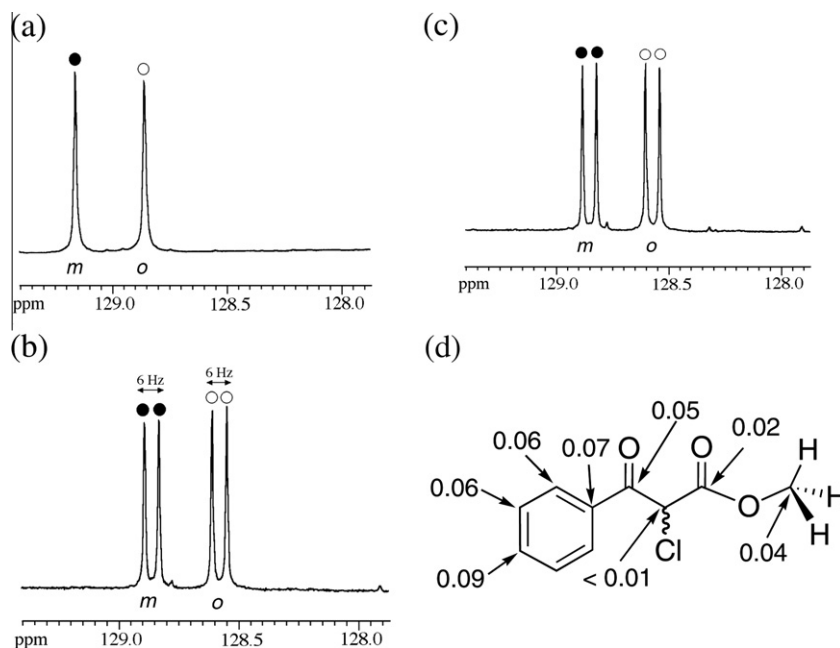 (a)
m o
ppm 129.0 128.5 128.0
(b)
6 Hz 6 Hz
m o
ppm 129.0 128.5 128.0
(c)
m o
ppm 129.0 128.5 128.0
(d)
0.05
O O 0.02
0.06 0.07
H
0.06
O H
Cl H
0.09 < 0.01 0.04